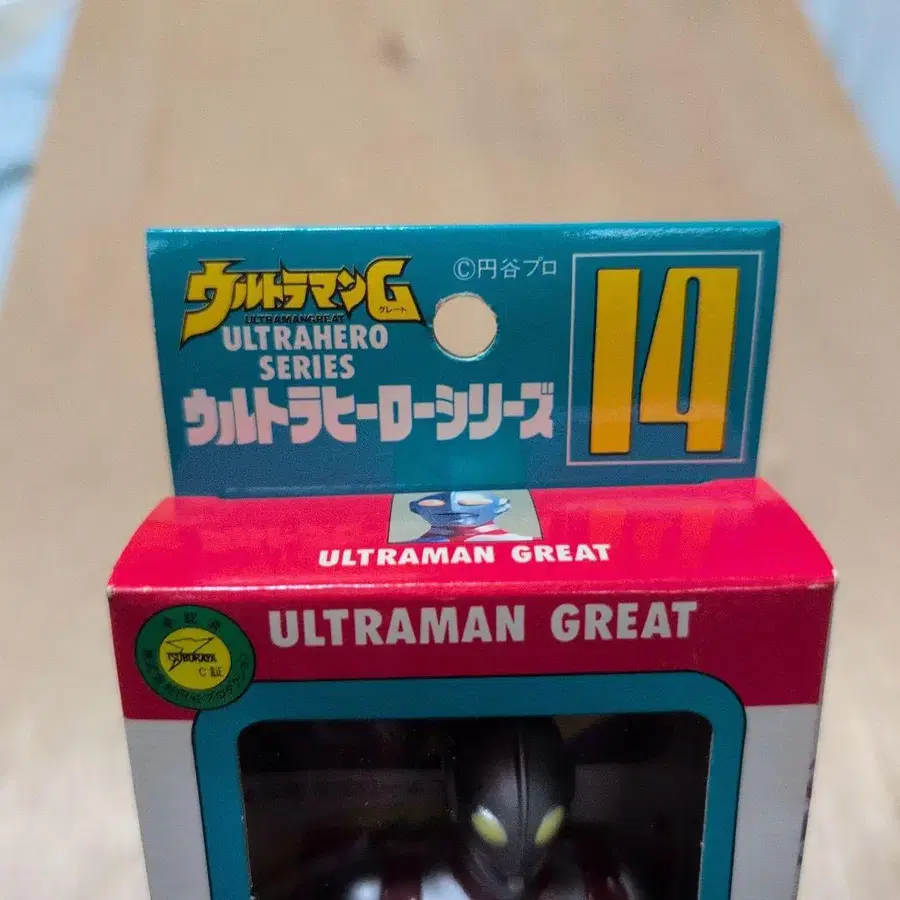 ウルトラマンG
グレート
ULTRAMANGREAT
©円谷プロ
ULTRAHERO
SERIES
ウルトラヒーローシリーズ
14
ULTRAMAN GREAT
ULTRAMAN GREAT
TSUBURAYA
C証